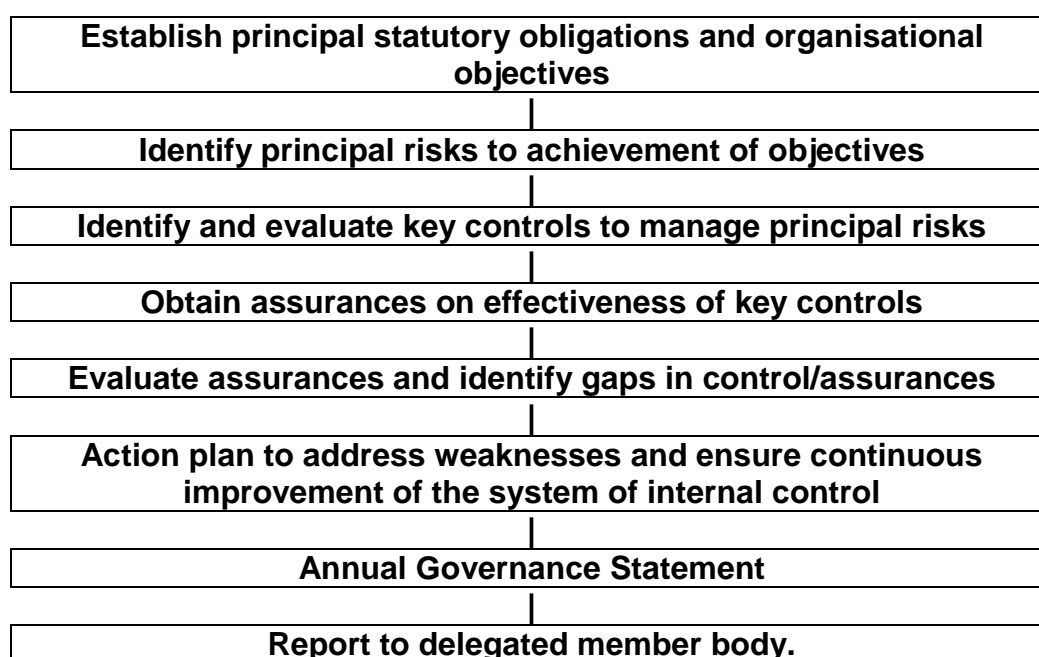 Establish principal statutory obligations and organisational
objectives
Identify principal risks to achievement of objectives
Identify and evaluate key controls to manage principal risks
Obtain assurances on effectiveness of key controls
Evaluate assurances and identify gaps in control/assurances
Action plan to address weaknesses and ensure continuous
improvement of the system of internal control
Annual Governance Statement
Report to delegated member body.